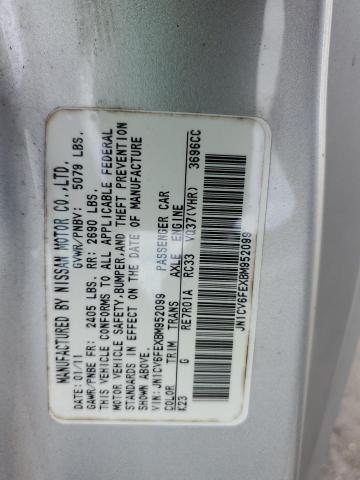 MANUFACTURED BY NISSAN MOTOR CO.,LTD.
DATE: 01/11 GVWR/PNBV: 5079 LBS.
GAWR/PNBE FR: 2405 LBS. RR: 2690 LBS.
THIS VEHICLE CONFORMS TO ALL APPLICABLE FEDERAL
MOTOR VEHICLE SAFETY,BUMPER,AND THEFT PREVENTION
STANDARDS IN EFFECT ON THE DATE OF MANUFACTURE
SHOWN ABOVE.
VIN:JN1CV6FEXBM952099 PASSENGER CAR
COLOR TRIM TRANS AXLE ENGINE
K23 G RE7R01A RC33 VQ37(VHR) 3696CC
JN1CV6FEXBM952099